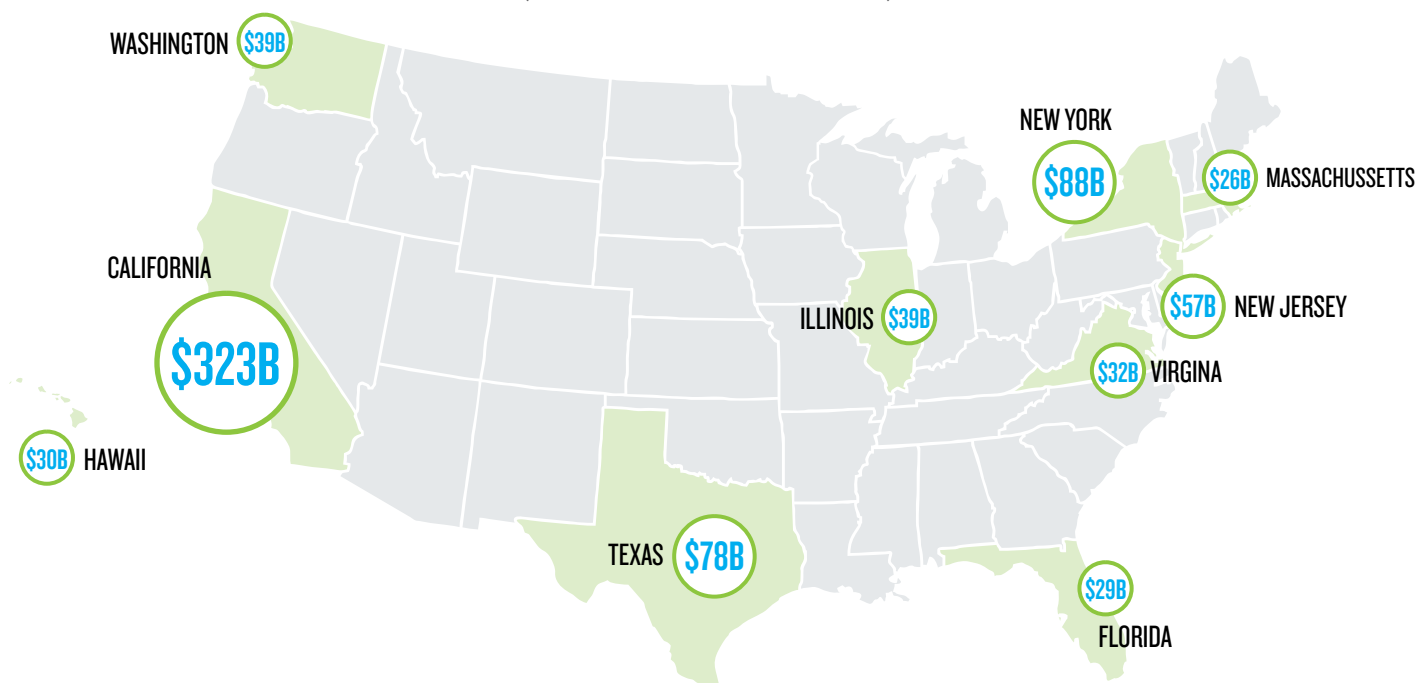 WASHINGTON $39B
NEW YORK
$88B
$26B MASSACHUSSETTS
CALIFORNIA
$323B
ILLINOIS $39B
$57B NEW JERSEY
$32B VIRGINA
$30B HAWAII
TEXAS $78B
$29B
FLORIDA